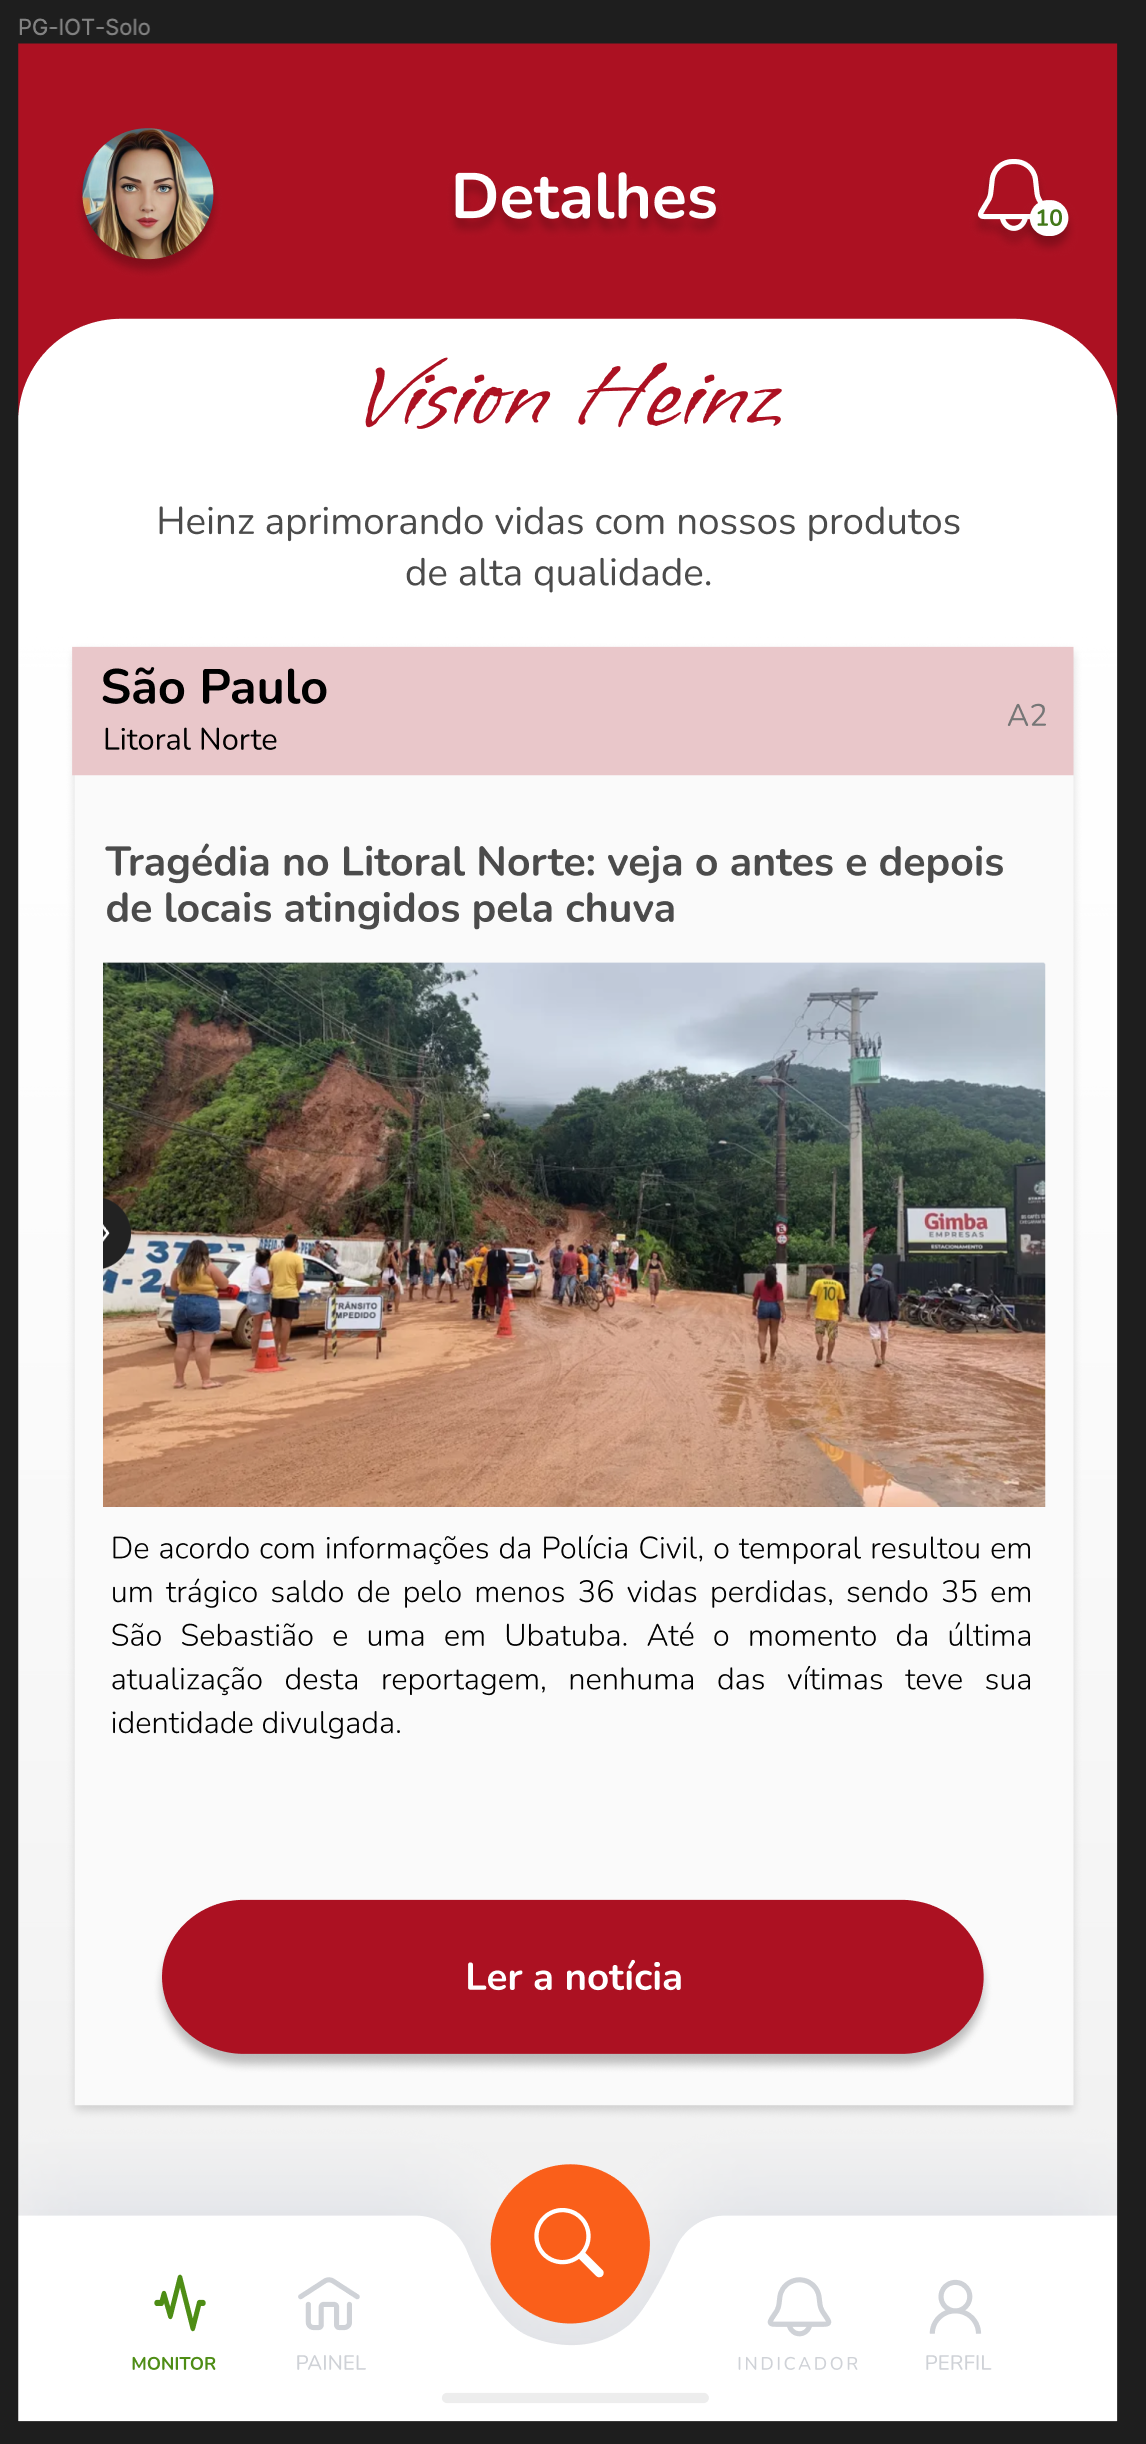 PG-IOT-Solo
Detalhes
10
Vision Heinz
Heinz aprimorando vidas com nossos produtos
de alta qualidade.
São Paulo
Litoral Norte
A2
Tragédia no Litoral Norte: veja o antes e depois
de locais atingidos pela chuva
Gimba
EMPRESAS
ESTACIONAMENTO
TRÂNSITO
IMPEDIDO
10
De acordo com informações da Polícia Civil, o temporal resultou em
um trágico saldo de pelo menos 36 vidas perdidas, sendo 35 em
São Sebastião e uma em Ubatuba. Até o momento da última
atualização desta reportagem, nenhuma das vítimas teve sua
identidade divulgada.
Ler a notícia
MONITOR
PAINEL
INDICADOR
PERFIL